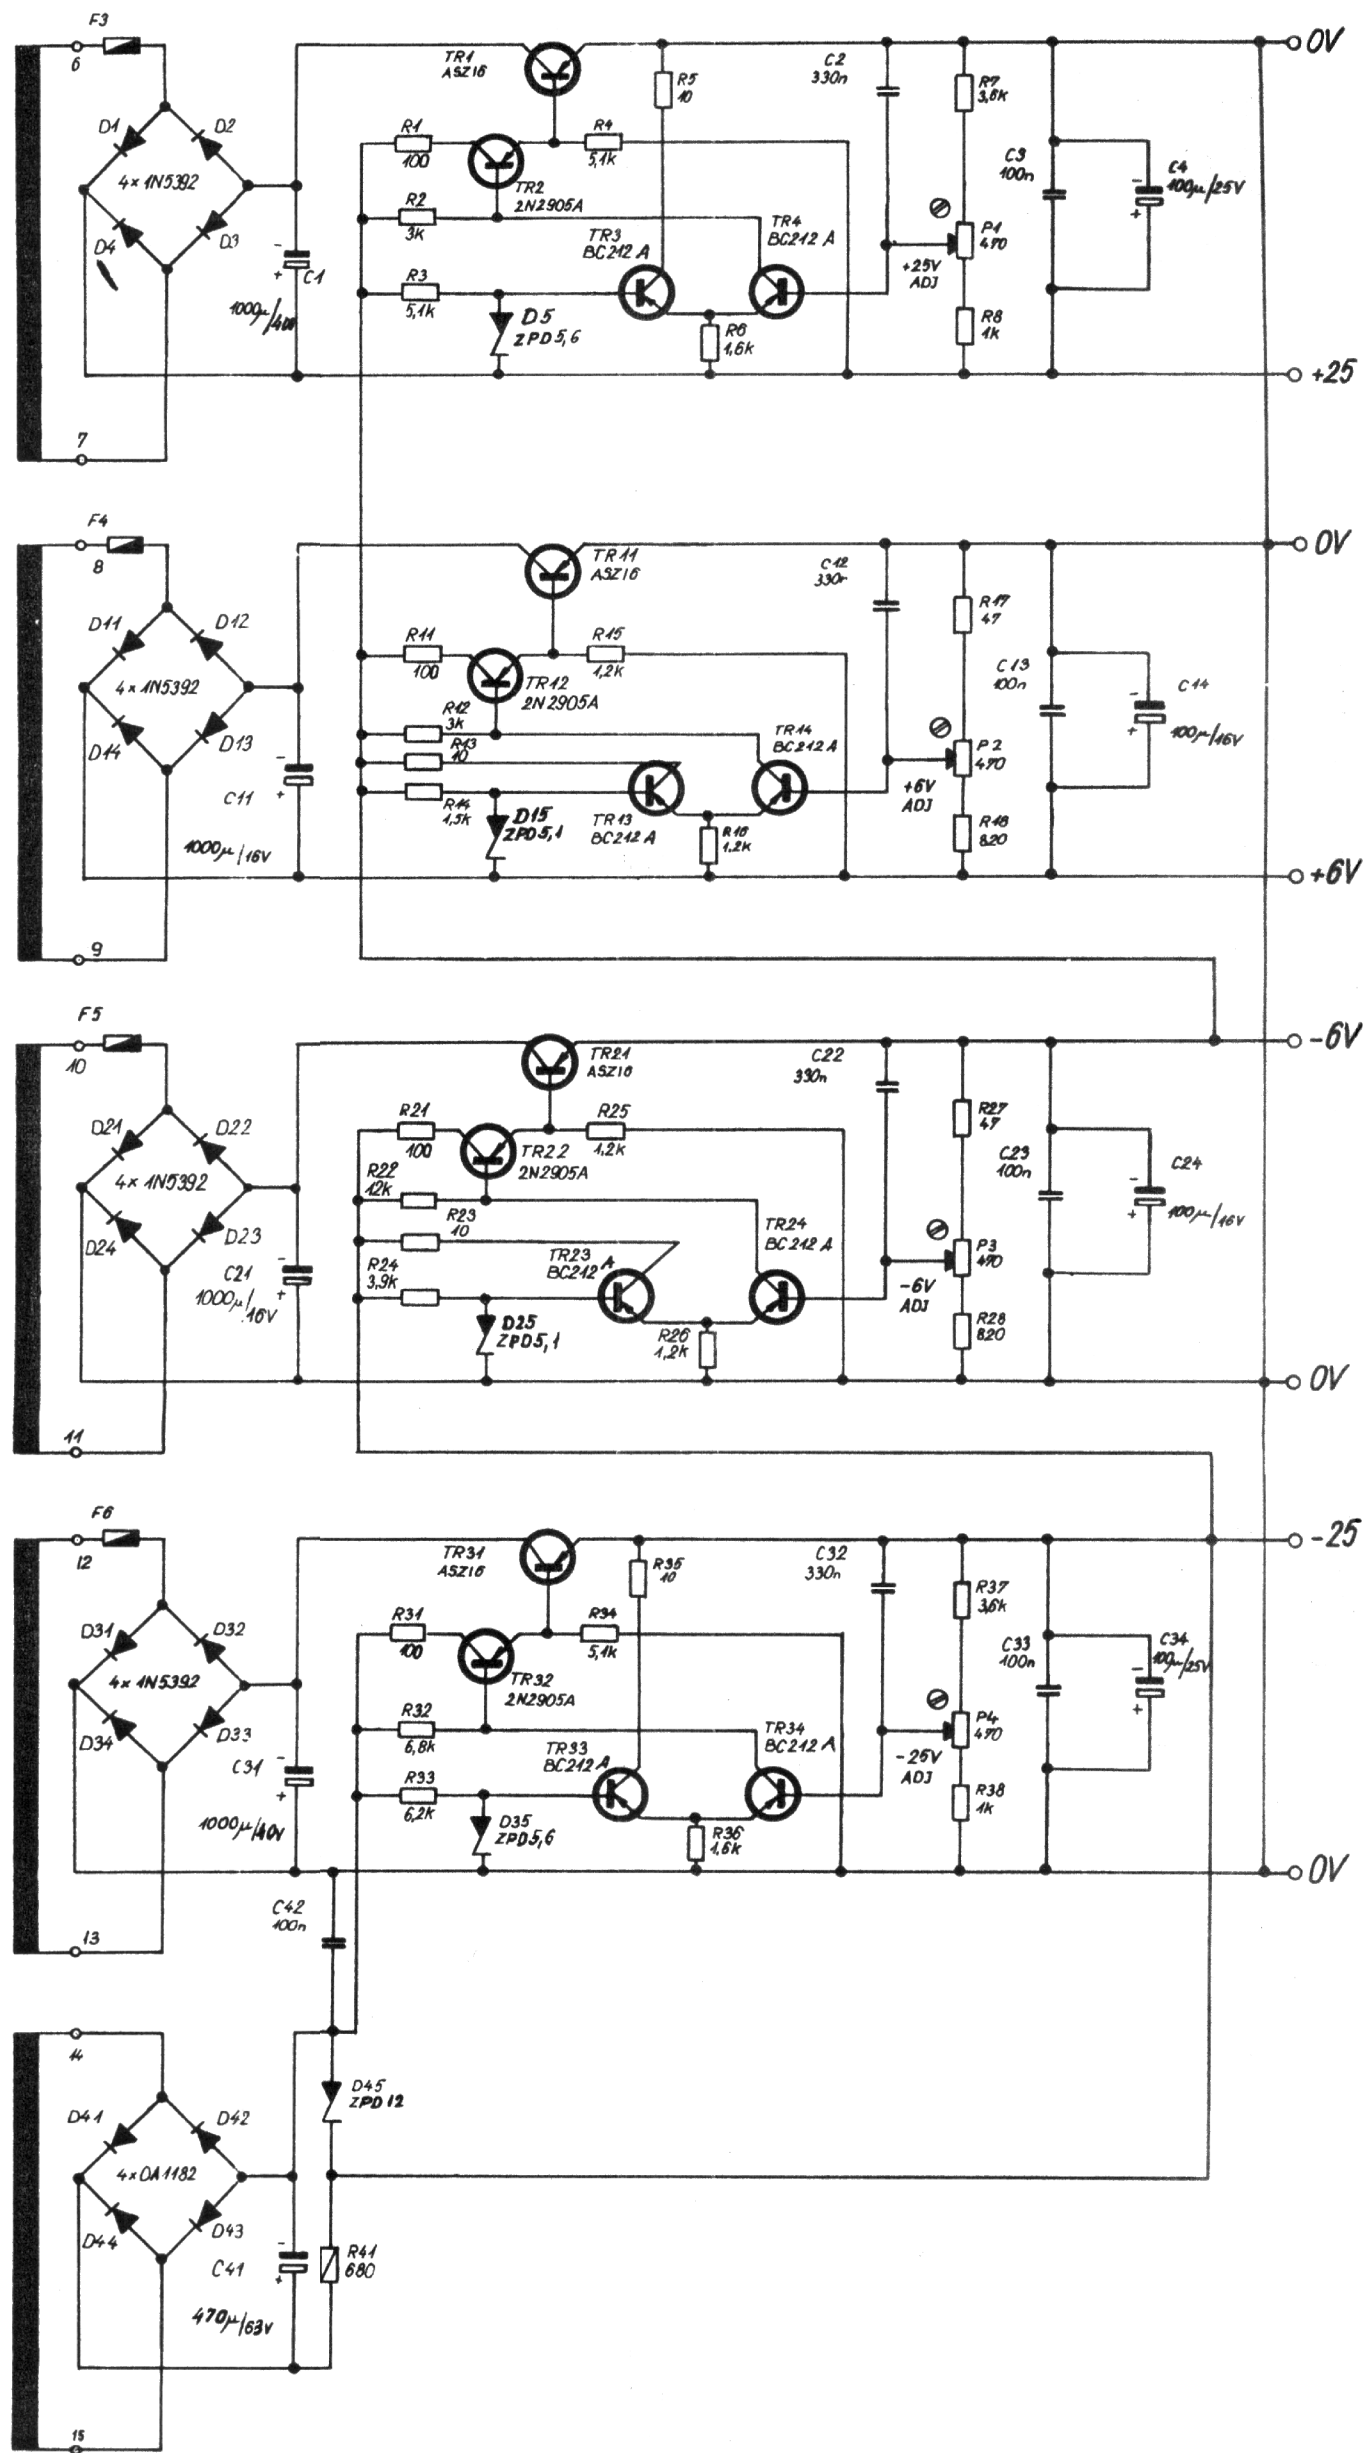 F3
6
TR1
ASZ16
C2
330n
R5
10
R7
3,6k
0V
D1
D2
4×1N5392
D4
D3
R1
100
R4
5,1k
TR2
2N2905A
R2
3k
TR3
BC212 A
TR4
BC212 A
C3
100n
C4
100µ/25V
P1
470
+25V
ADJ
C1
1000µ/40V
R3
5,1k
D5
ZPD5,6
R6
1,6k
R8
1k
+25
7
F4
8
TR11
ASZ16
C12
330n
R17
47
0V
D11
D12
4×1N5392
D14
D13
R11
100
R15
1,2k
TR12
2N2905A
R12
3k
R13
10
TR14
BC212 A
C13
100n
C14
100µ/16V
P2
470
+6V
ADJ
C11
1000µ/16V
R14
1,5k
D15
ZPD5,1
TR13
BC212 A
R16
1,2k
R18
820
+6V
9
F5
10
TR21
ASZ16
C22
330n
-6V
D21
D22
4×1N5392
D24
D23
R21
100
R25
1,2k
R27
47
TR22
2N2905A
R22
12k
R23
10
TR23
BC212 A
TR24
BC212 A
C23
100n
C24
100µ/16V
P3
470
-6V
ADJ
C21
1000µ/16V
R24
3,9k
D25
ZPD5,1
R26
1,2k
R28
820
0V
11
F6
12
TR31
ASZ16
R35
10
C32
330n
R37
3,6k
-25
D31
D32
4×1N5392
D34
D33
R31
100
R34
5,1k
TR32
2N2905A
C33
100n
C34
100µ/25V
R32
6,8k
TR33
BC212 A
TR34
BC212 A
P4
470
-25V
ADJ
C31
1000µ/40V
R33
6,2k
D35
ZPD5,6
R36
1,6k
R38
1k
0V
C42
100n
13
14
D45
ZPD12
D41
D42
4×OA1182
D44
D43
C41
470µ/63V
R41
680
15